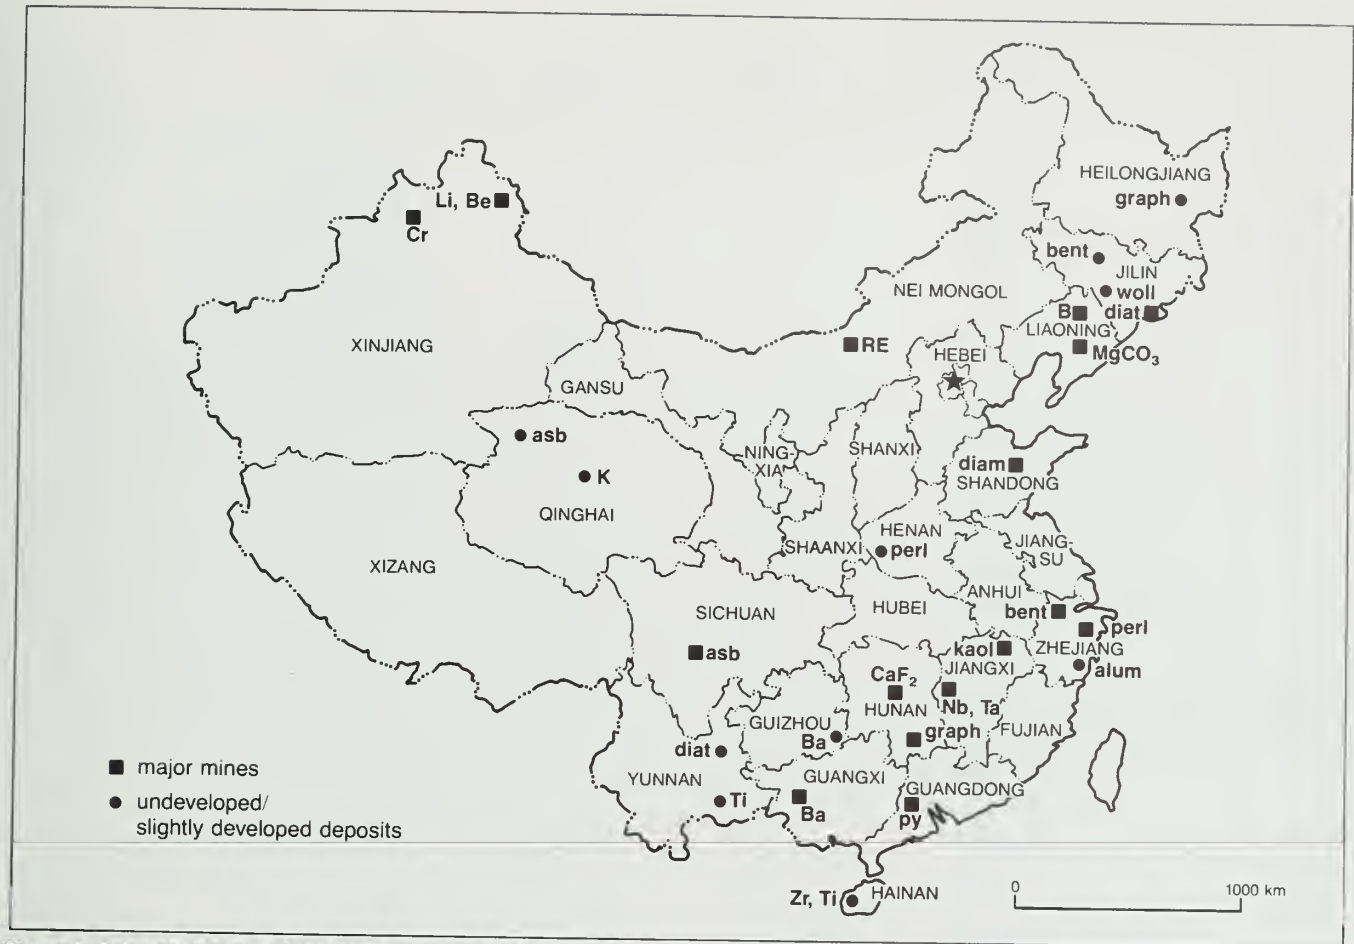 HEILONGJIANG
graph
Li, Be
Cr
bent
JILIN
woll
NEI MONGOL
B
diat
LIAONING
MgCO₃
RE
HEBEI
XINJIANG
GANSU
asb
K
QINGHAI
NING-
XIA
SHANXI
diam
SHANDONG
HENAN
perl
SHAANXI
JIANG-
SU
XIZANG
ANHUI
bent
perl
SICHUAN
HUBEI
asb
kaol
ZHEJIANG
JIANGXI
alum
CaF₂
HUNAN
Nb, Ta
graph
FUJIAN
GUIZHOU
Ba
diat
YUNNAN
Ti
GUANGXI
Ba
GUANGDONG
py
major mines
undeveloped/
slightly developed deposits
Zr, Ti
HAINAN
0
1000 km